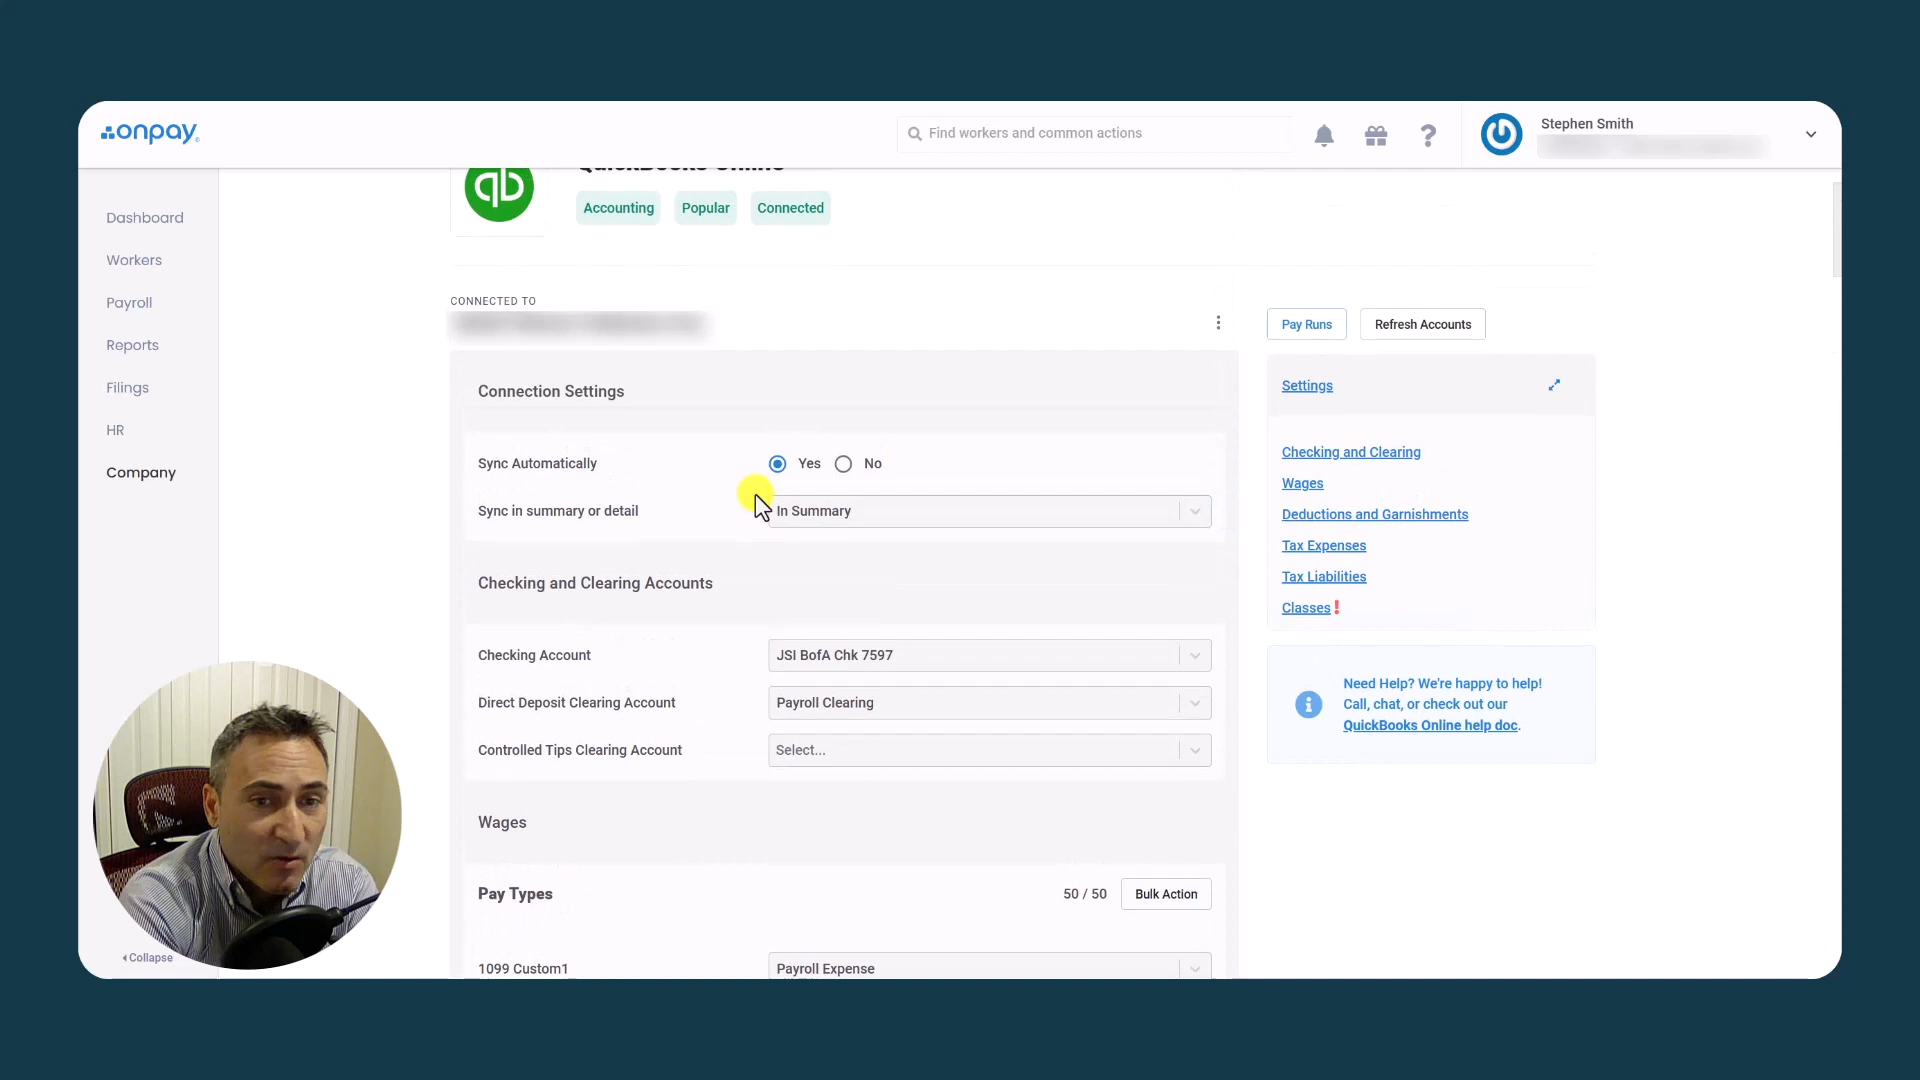 onpay
Find workers and common actions
?
Stephen Smith
QuickBooks Online
qb
Accounting Popular Connected
Dashboard
Workers
Payroll
Reports
Filings
HR
Company
Collapse
CONNECTED TO
Pay Runs Refresh Accounts
Connection Settings
Sync Automatically Yes No
Sync in summary or detail In Summary
Checking and Clearing Accounts
Checking Account JSI BofA Chk 7597
Direct Deposit Clearing Account Payroll Clearing
Controlled Tips Clearing Account Select...
Wages
Pay Types 50 / 50 Bulk Action
1099 Custom1 Payroll Expense
Settings
Checking and Clearing
Wages
Deductions and Garnishments
Tax Expenses
Tax Liabilities
Classes!
Need Help? We're happy to help!
Call, chat, or check out our
QuickBooks Online help doc.